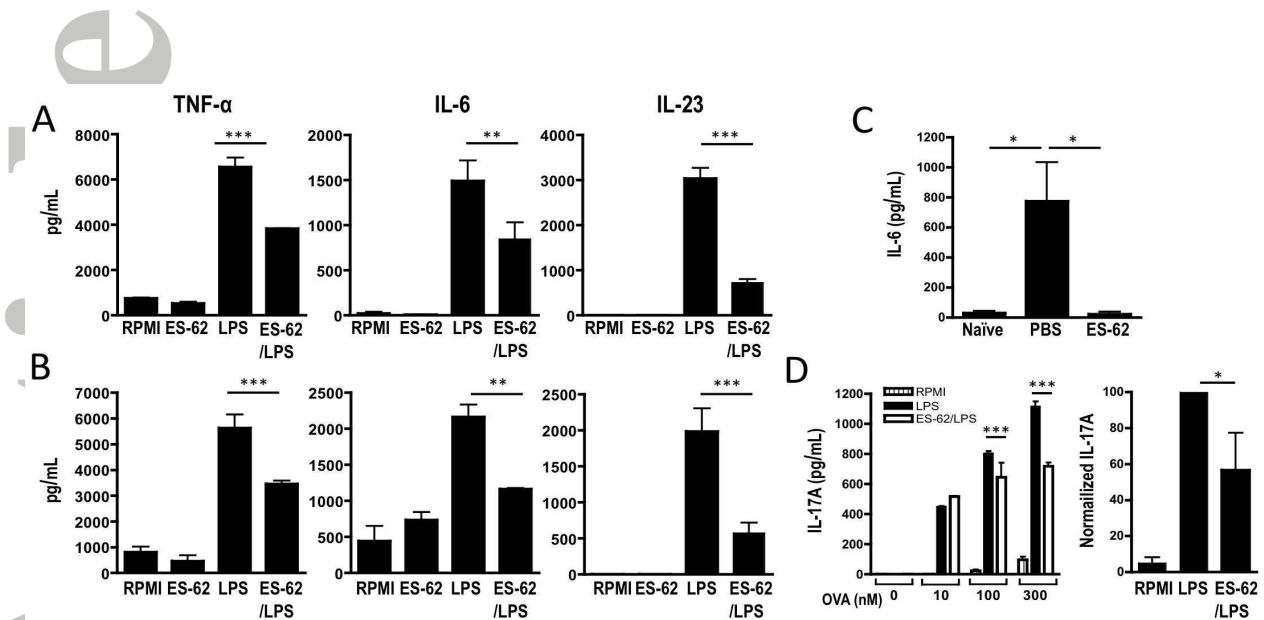 e
A
TNF-α
IL-6
IL-23
pg/mL
8000
6000
4000
2000
0
***
RPMI ES-62 LPS ES-62
/LPS
2000
1500
1000
500
0
**
RPMI ES-62 LPS ES-62
/LPS
4000
3000
2000
1000
0
***
RPMI ES-62 LPS ES-62
/LPS
C
IL-6 (pg/mL)
1200
1000
800
600
400
200
0
* *
Naïve PBS ES-62
B
pg/mL
7000
6000
5000
4000
3000
2000
1000
0
***
RPMI ES-62 LPS ES-62
/LPS
2500
2000
1500
1000
500
0
**
RPMI ES-62 LPS ES-62
/LPS
2500
2000
1500
1000
500
0
***
RPMI ES-62 LPS ES-62
/LPS
D
IL-17A (pg/mL)
1200
1000
800
600
400
200
0
RPMI
LPS
ES-62/LPS
***
***
OVA (nM) 0 10 100 300
Normailized IL-17A
100
80
60
40
20
0
*
RPMI LPS ES-62
/LPS